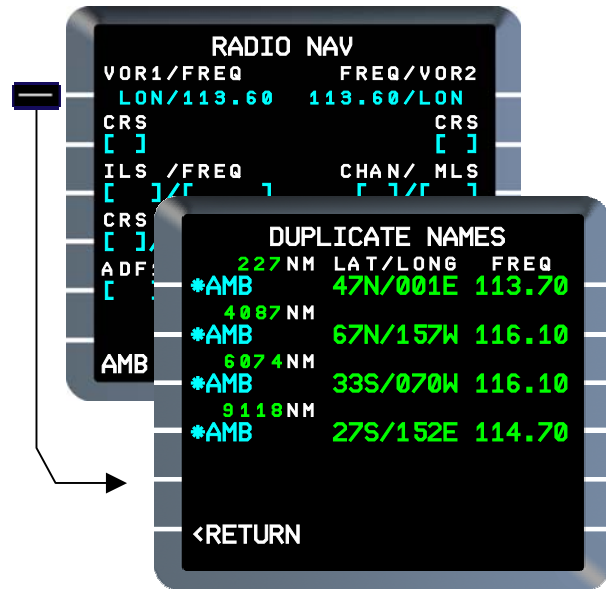 RADIO NAV
VOR1/FREQ FREQ/VOR2
LON/113.60 113.60/LON
CRS CRS
[ ] [ ]
ILS /FREQ CHAN/ MLS
[ ]/[ ] [ ]/[ ]
CRS
[ ]/
ADF
[
AMB
DUPLICATE NAMES
227NM LAT/LONG FREQ
*AMB 47N/001E 113.70
4087NM
*AMB 67N/157W 116.10
6074NM
*AMB 33S/070W 116.10
9118NM
*AMB 27S/152E 114.70
<RETURN